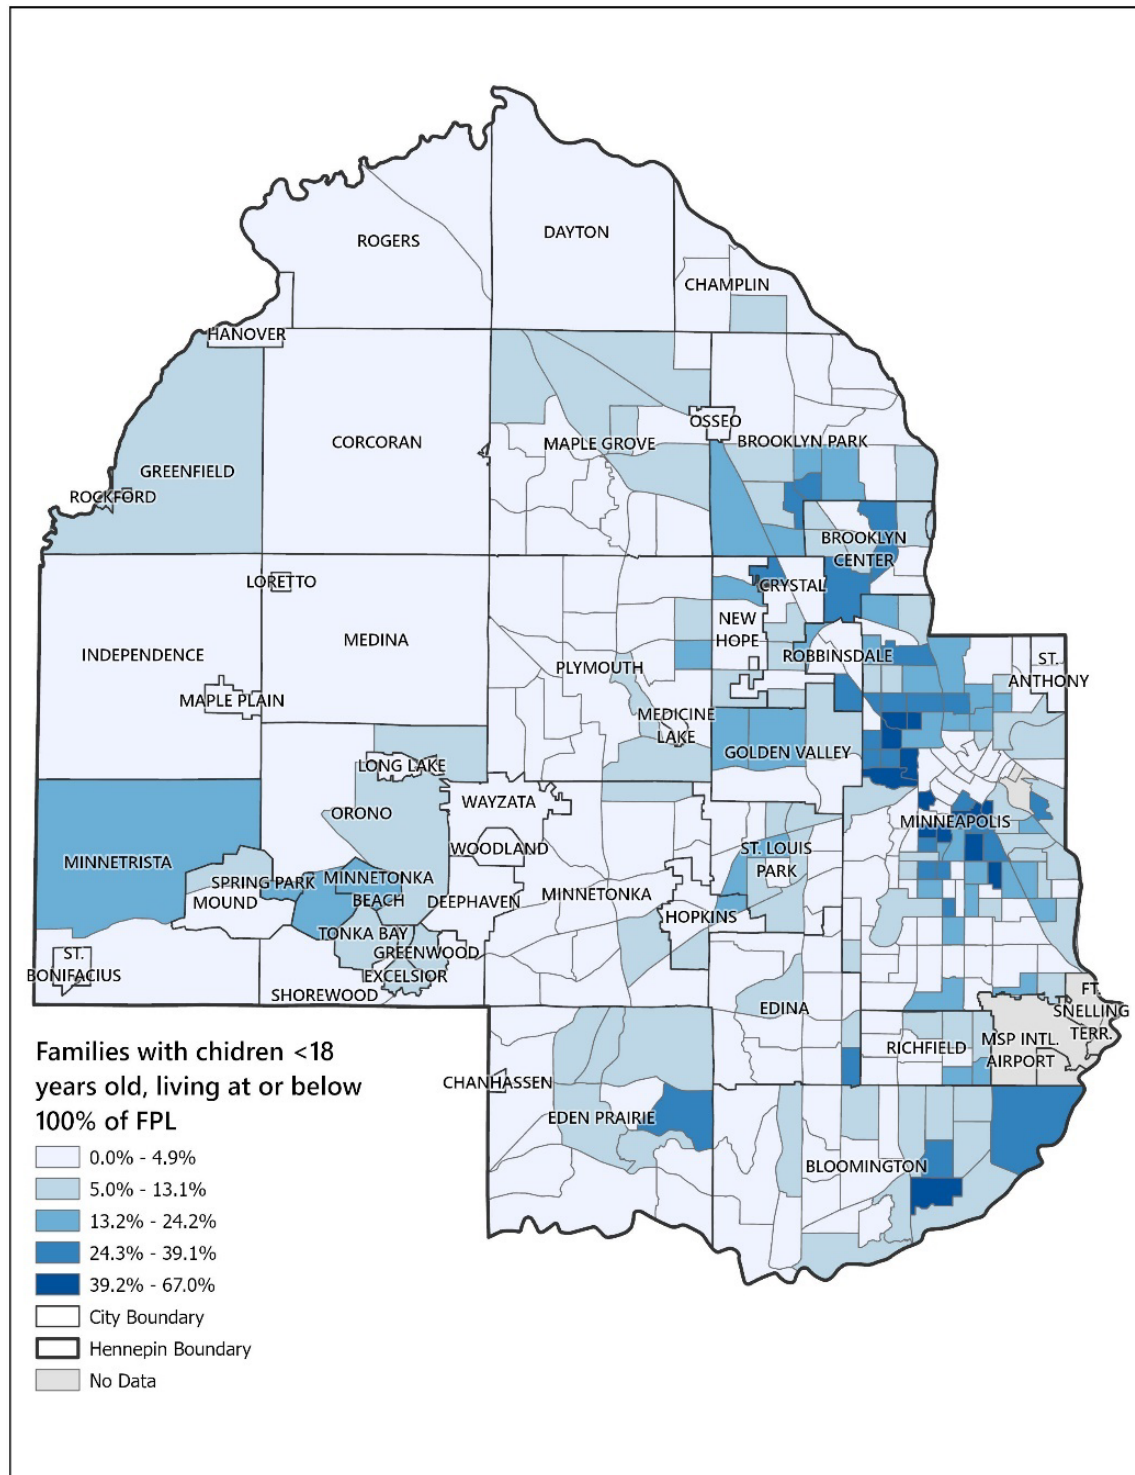 ROGERS
DAYTON
CHAMPLIN
HANOVER
OSSEO
CORCORAN
MAPLE GROVE
BROOKLYN PARK
GREENFIELD
ROCKFORD
BROOKLYN
CENTER
LORETTO
CRYSTAL
NEW
HOPE
INDEPENDENCE
MEDINA
PLYMOUTH
ROBBINSDALE
ST.
ANTHONY
MAPLE PLAIN
MEDICINE
LAKE
GOLDEN VALLEY
LONG LAKE
ORONO
WAYZATA
MINNEAPOLIS
WOODLAND
ST. LOUIS
PARK
MINNETRISTA
SPRING PARK
MINNETONKA
BEACH
MOUND
DEEPHAVEN
MINNETONKA
HOPKINS
TONKA BAY
GREENWOOD
ST.
BONIFACIUS
EXCELSIOR
SHOREWOOD
EDINA
FT.
SNELLING
TERR.
RICHFIELD
MSP INTL.
AIRPORT
CHANHASSEN
EDEN PRAIRIE
BLOOMINGTON
Families with chidren <18
years old, living at or below
100% of FPL
0.0% - 4.9%
5.0% - 13.1%
13.2% - 24.2%
24.3% - 39.1%
39.2% - 67.0%
City Boundary
Hennepin Boundary
No Data